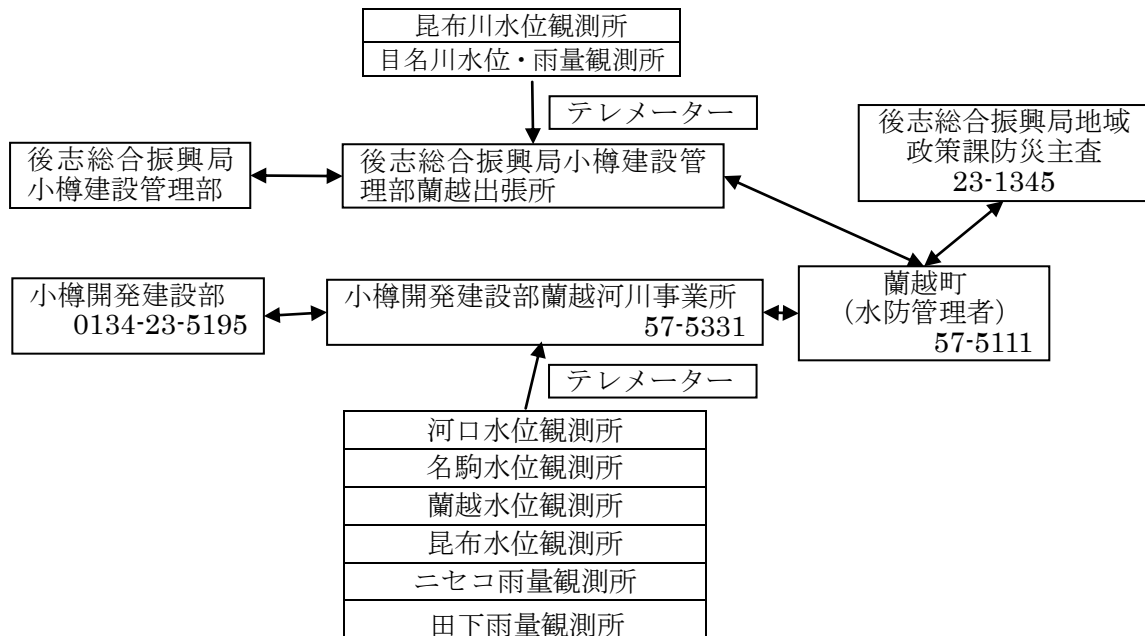 昆布川水位観測所
目名川水位・雨量観測所
テレメーター
後志総合振興局地域
政策課防災主査
23-1345
後志総合振興局
小樽建設管理部
後志総合振興局小樽建設管
理部蘭越出張所
小樽開発建設部
0134-23-5195
小樽開発建設部蘭越河川事業所
57-5331
蘭越町
(水防管理者)
57-5111
テレメーター
河口水位観測所
名駒水位観測所
蘭越水位観測所
昆布水位観測所
ニセコ雨量観測所
田下雨量観測所